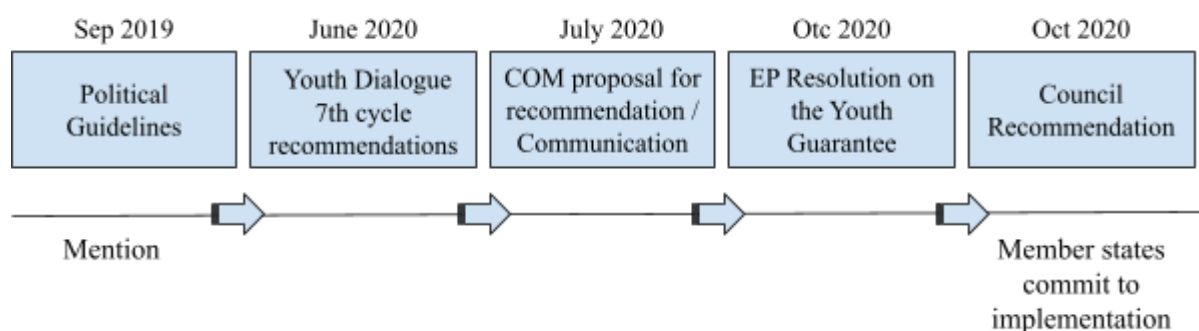 Sep 2019
June 2020
July 2020
Otc 2020
Oct 2020
Political
Guidelines
Youth Dialogue
7th cycle
recommendations
COM proposal for
recommendation /
Communication
EP Resolution on
the Youth
Guarantee
Council
Recommendation
Mention
Member states
commit to
implementation